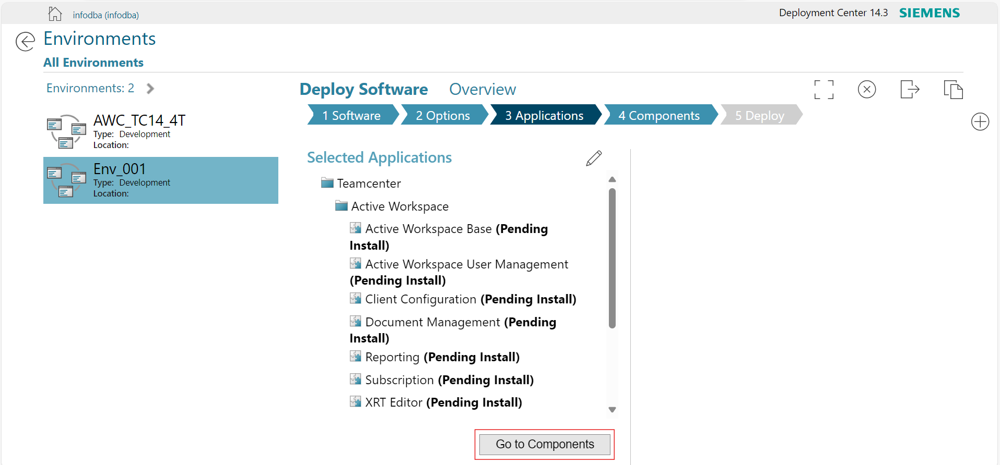 infodba (infodba)
Deployment Center 14.3 SIEMENS
Environments
All Environments
Environments: 2
AWC_TC14_4T
Type: Development
Location:
Env_001
Type: Development
Location:
Deploy Software Overview
1 Software 2 Options 3 Applications 4 Components 5 Deploy
Selected Applications
Teamcenter
Active Workspace
Active Workspace Base (Pending
Install)
Active Workspace User Management
(Pending Install)
Client Configuration (Pending Install)
Document Management (Pending
Install)
Reporting (Pending Install)
Subscription (Pending Install)
XRT Editor (Pending Install)
Go to Components